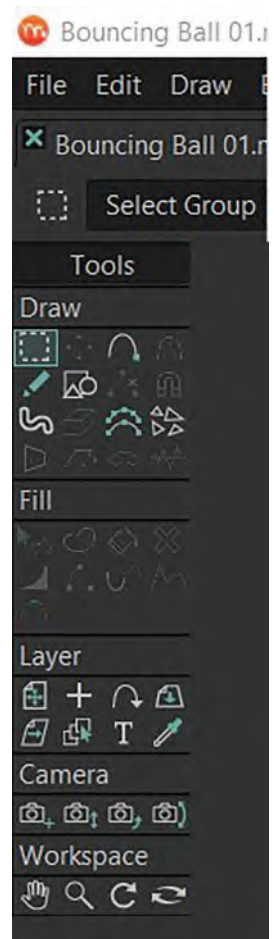 Bouncing Ball 01.
File Edit Draw
Bouncing Ball 01.
Select Group
Tools
Draw
Fill
Layer
T
Camera
Workspace